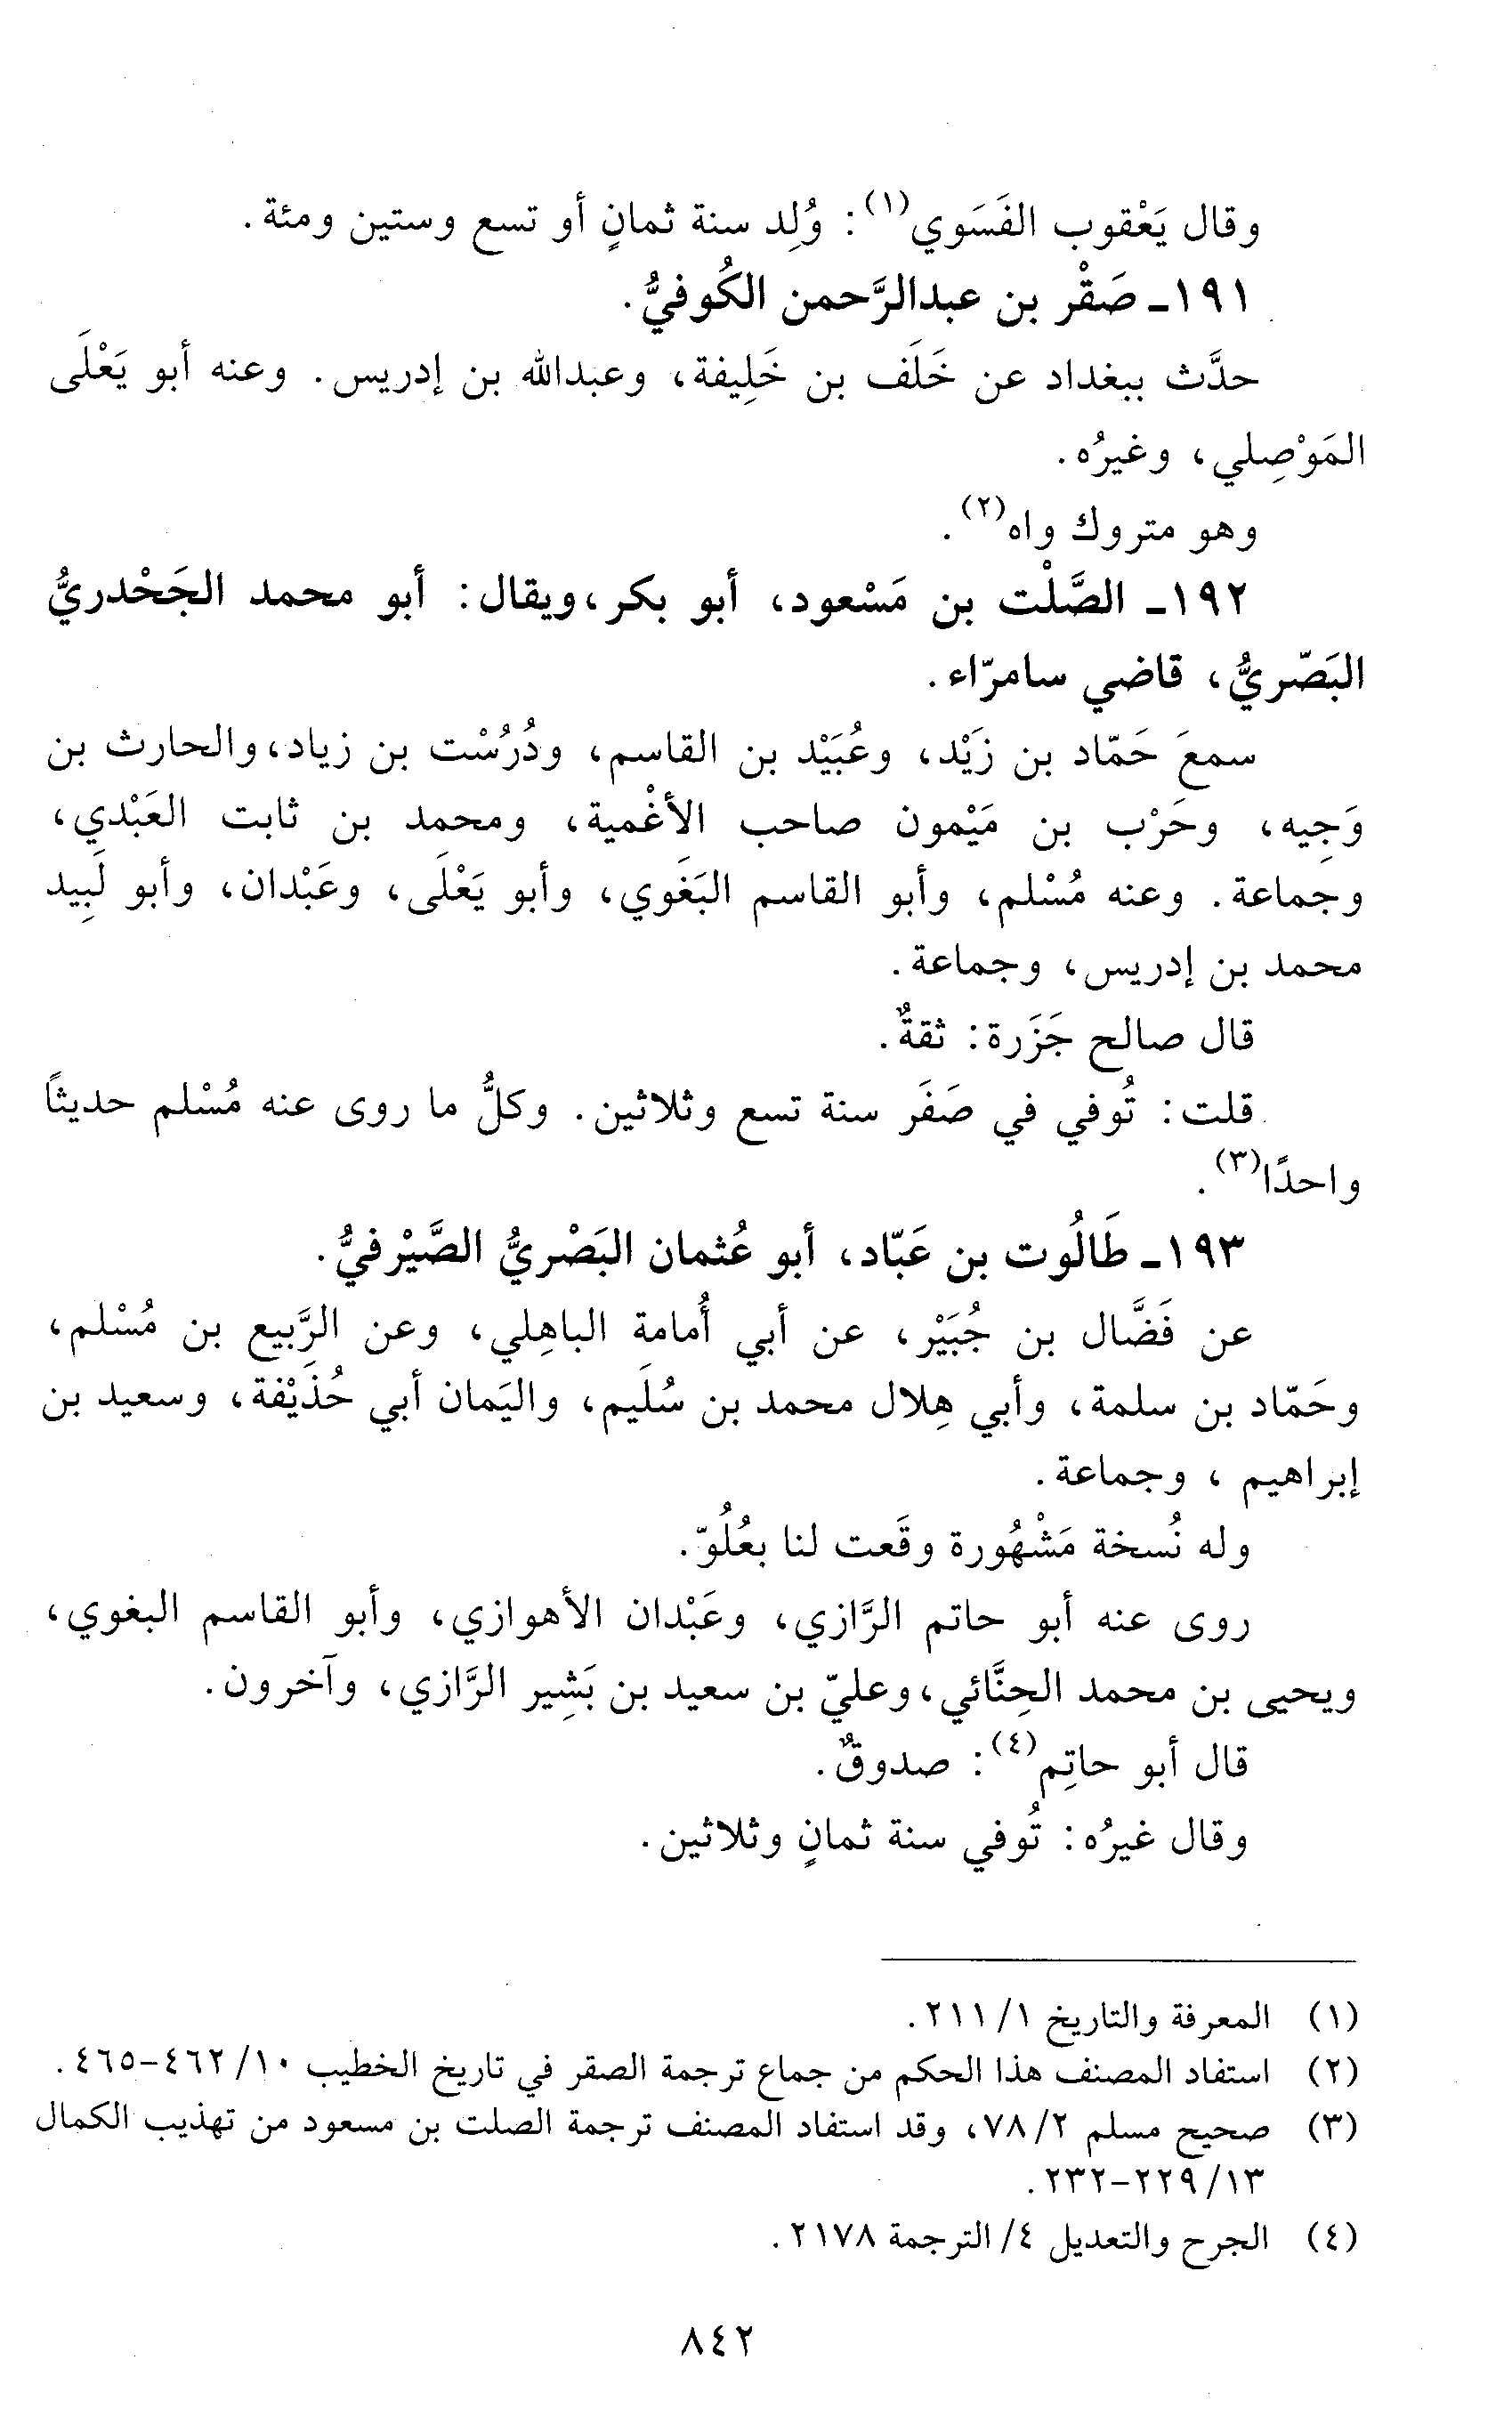 وقال يَعْقوب الفَسَوي(١): وُلِد سنة ثمانٍ أو تسع وستين ومئة.
١٩١ـ صَقْر بن عبدالرَّحمن الكُوفيُّ.
حدَّث ببغداد عن خَلَف بن خَلِيفة، وعبدالله بن إدريس. وعنه أبو يَعْلَى
المَوْصِلي، وغيرُه.
وهو متروك واه(٢).
١٩٢ـ الصَّلْت بن مَسْعود، أبو بكر، ويقال: أبو محمد الجَحْدريُّ
البَصّريُّ، قاضي سامرّاء.
سمعَ حَمّاد بن زَيْد، وعُبَيْد بن القاسم، ودُرُسْت بن زياد، والحارث بن
وَجِيه، وحَرْب بن مَيْمون صاحب الأغْمية، ومحمد بن ثابت العَبْدي،
وجماعة. وعنه مُسْلم، وأبو القاسم البَغَوي، وأبو يَعْلَى، وعَبْدان، وأبو لَبِيد
محمد بن إدريس، وجماعة.
قال صالح جَزَرة: ثقةٌ.
قلت: تُوفي في صَفَر سنة تسع وثلاثين. وكلُّ ما روى عنه مُسْلم حديثاً
واحدًا(٣).
١٩٣ـ طَالُوت بن عَبّاد، أبو عُثمان البَصْريُّ الصَّيْرفيُّ.
عن فَضَّال بن جُبَيْر، عن أبي أُمامة الباهِلي، وعن الرَّبيع بن مُسْلم،
وحَمّاد بن سلمة، وأبي هِلال محمد بن سُلَيم، واليَمان أبي حُذَيْفة، وسعيد بن
إبراهيم ، وجماعة.
وله نُسخة مَشْهُورة وقَعت لنا بعُلُوّ.
روى عنه أبو حاتم الرَّازي، وعَبْدان الأهوازي، وأبو القاسم البغوي،
ويحيى بن محمد الحِنَّائي، وعليّ بن سعيد بن بَشِير الرَّازي، وآخرون.
قال أبو حاتِم(٤): صدوقٌ.
وقال غيرُه: تُوفي سنة ثمانٍ وثلاثين.
(١) المعرفة والتاريخ ١/ ٢١١.
(٢) استفاد المصنف هذا الحكم من جماع ترجمة الصقر في تاريخ الخطيب ١٠/ ٤٦٢-٤٦٥.
(٣) صحيح مسلم ٢/ ٧٨، وقد استفاد المصنف ترجمة الصلت بن مسعود من تهذيب الكمال
١٣/ ٢٢٩-٢٣٢.
(٤) الجرح والتعديل ٤/ الترجمة ٢١٧٨.
٨٤٢